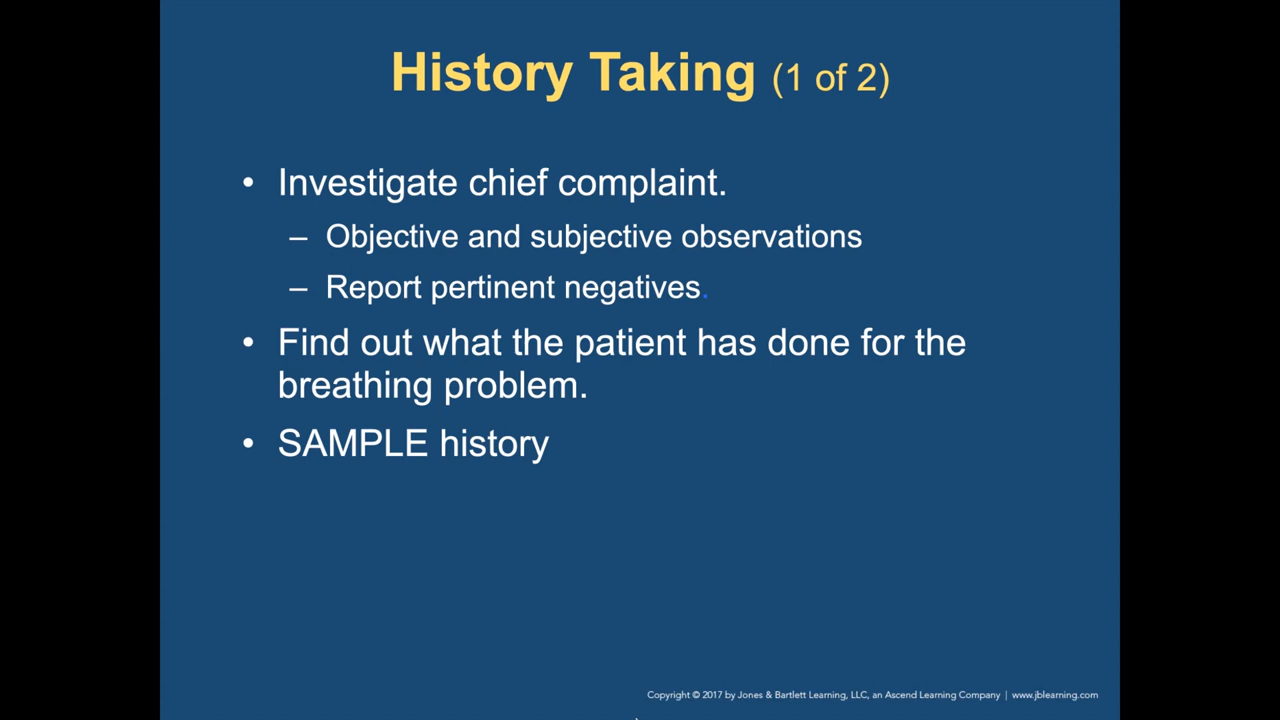 History Taking (1 of 2)
• Investigate chief complaint.
– Objective and subjective observations
– Report pertinent negatives.
• Find out what the patient has done for the
breathing problem.
• SAMPLE history
Copyright © 2017 by Jones & Bartlett Learning, LLC, an Ascend Learning Company | www.jblearning.com